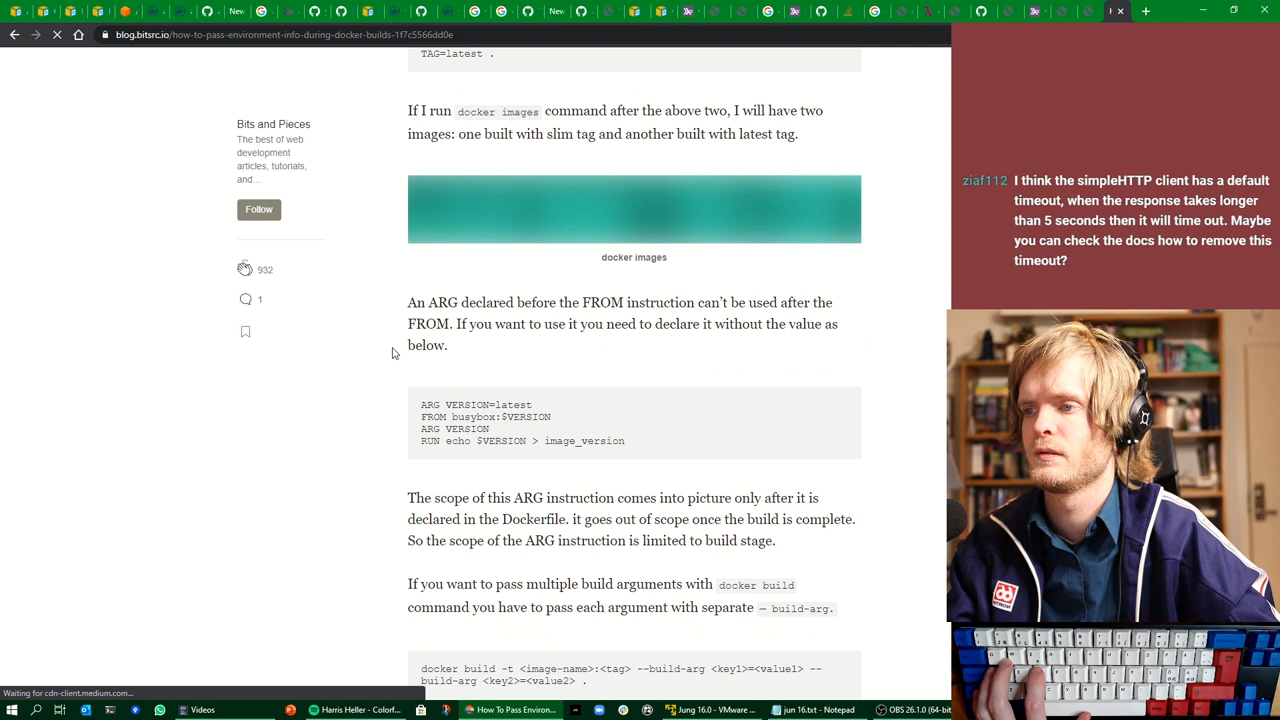 New
New
blog.bitsrc.io/how-to-pass-environment-info-during-docker-builds-1f7c5566dd0e
TAG=latest .
If I run docker images command after the above two, I will have two
images: one built with slim tag and another built with latest tag.
Bits and Pieces
The best of web
development
articles, tutorials,
and...
Follow
932
1
docker images
An ARG declared before the FROM instruction can’t be used after the
FROM. If you want to use it you need to declare it without the value as
below.
ARG VERSION=latest
FROM busybox:$VERSION
ARG VERSION
RUN echo $VERSION > image_version
The scope of this ARG instruction comes into picture only after it is
declared in the Dockerfile. it goes out of scope once the build is complete.
So the scope of the ARG instruction is limited to build stage.
If you want to pass multiple build arguments with docker build
command you have to pass each argument with separate — build-arg.
docker build -t <image-name>:<tag> --build-arg <key1>=<value1> --
build-arg <key2>=<value2> .
Waiting for cdn-client.medium.com...
ziaf112 I think the simpleHTTP client has a default
timeout, when the response takes longer
than 5 seconds then it will time out. Maybe
you can check the docs how to remove this
timeout?
Videos
Harris Heller - Colorf...
How To Pass Environ...
Jung 16.0 - VMware ...
jun 16.txt - Notepad
OBS 26.1.0 (64-bit